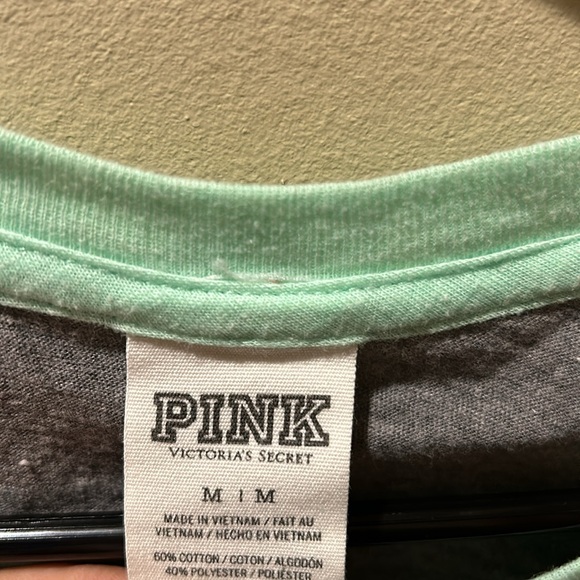 PINK
VICTORIA'S SECRET
M | M
MADE IN VIETNAM / FAIT AU
VIETNAM / HECHO EN VIETNAM
60% COTTON / COTON / ALGODÓN
40% POLYESTER / POLIÉSTER